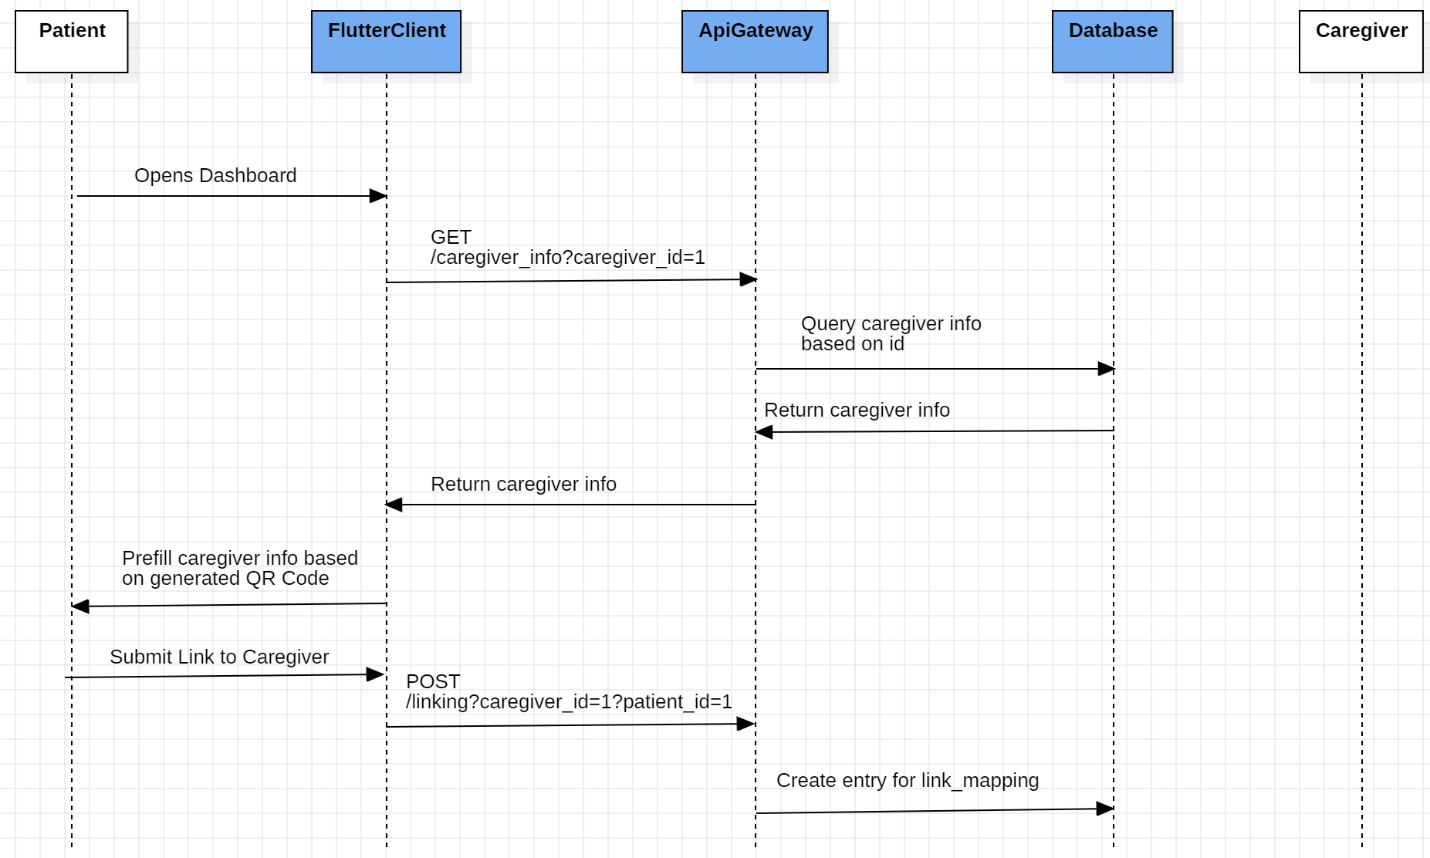 Patient
FlutterClient
ApiGateway
Database
Caregiver
Opens Dashboard
GET
/caregiver_info?caregiver_id=1
Query caregiver info
based on id
Return caregiver info
Return caregiver info
Prefill caregiver info based
on generated QR Code
Submit Link to Caregiver
POST
/linking?caregiver_id=1?patient_id=1
Create entry for link_mapping